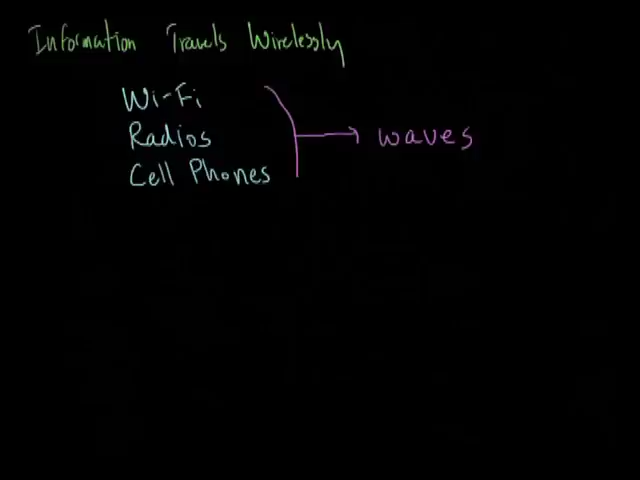 Information Travels Wirelessly
Wi-Fi
Radios
Cell Phones
waves